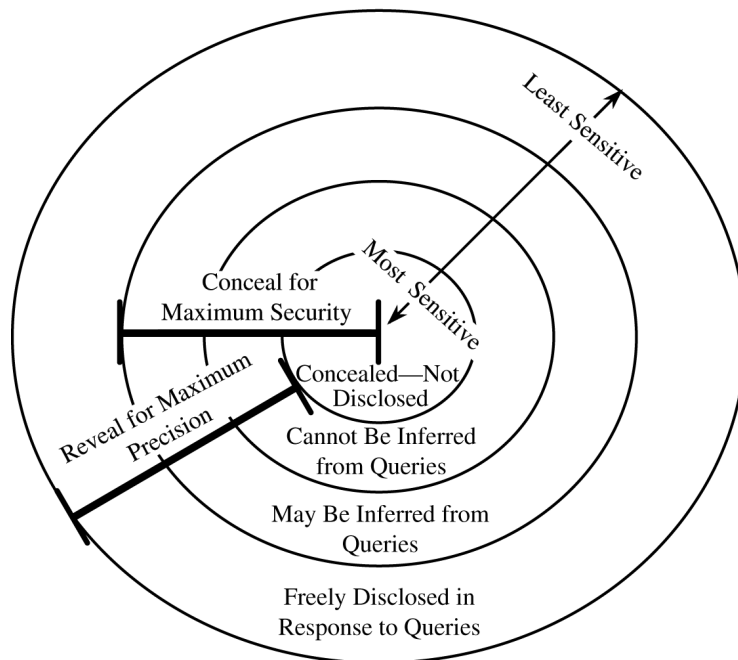 Least Sensitive
Most Sensitive
Conceal for
Maximum Security
Concealed—Not
Disclosed
Reveal for Maximum
Precision
Cannot Be Inferred
from Queries
May Be Inferred from
Queries
Freely Disclosed in
Response to Queries